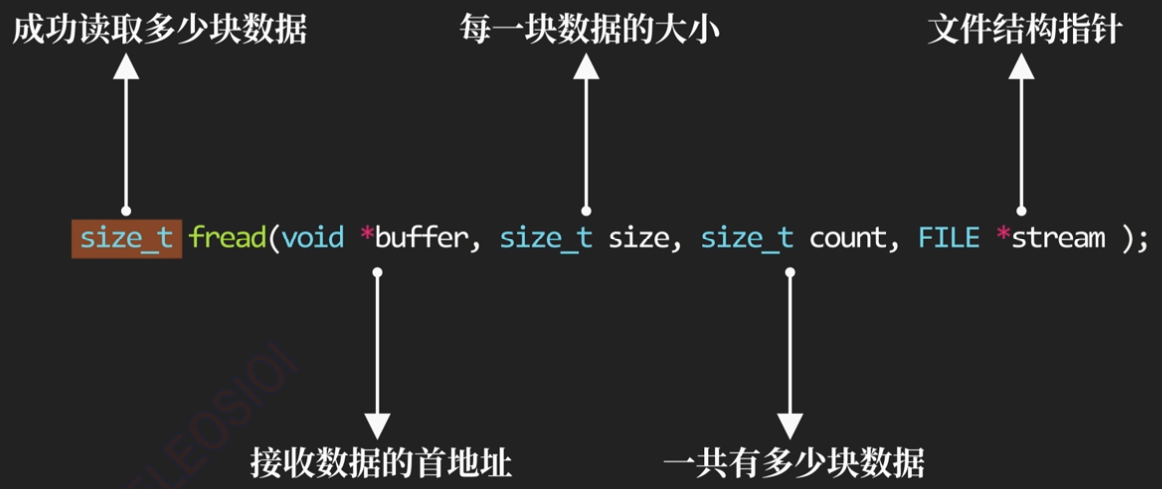 成功读取多少块数据 每一块数据的大小 文件结构指针
size_t fread(void *buffer, size_t size, size_t count, FILE *stream );
接收数据的首地址 一共有多少块数据